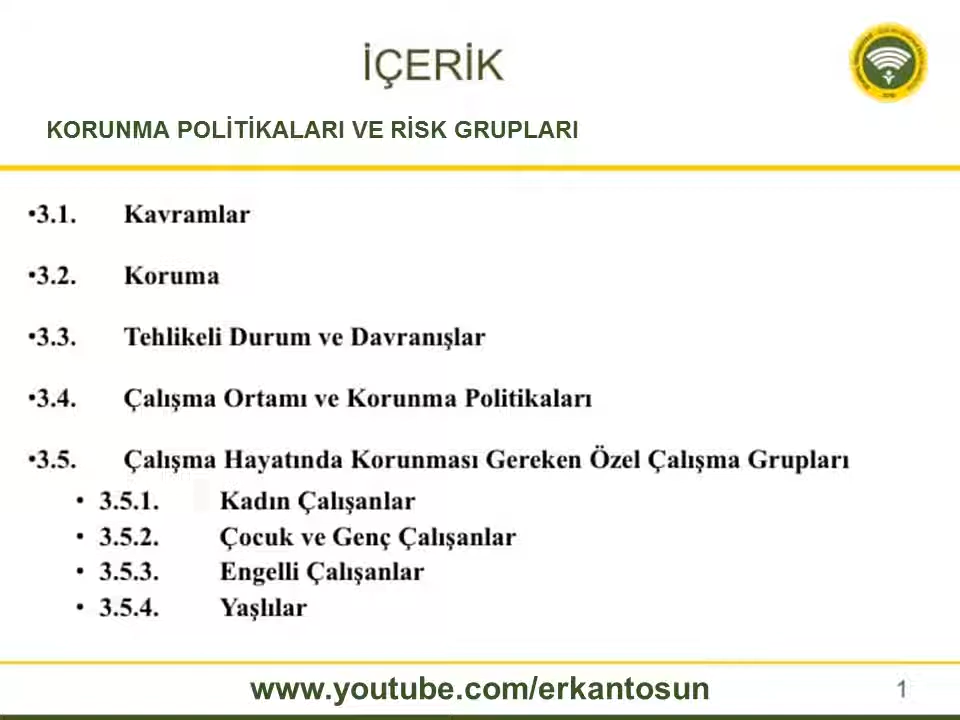 İÇERİK
KORUNMA POLİTİKALARI VE RİSK GRUPLARI
•3.1. Kavramlar
•3.2. Koruma
•3.3. Tehlikeli Durum ve Davranışlar
•3.4. Çalışma Ortamı ve Korunma Politikaları
•3.5. Çalışma Hayatında Korunması Gereken Özel Çalışma Grupları
• 3.5.1. Kadın Çalışanlar
• 3.5.2. Çocuk ve Genç Çalışanlar
• 3.5.3. Engelli Çalışanlar
• 3.5.4. Yaşlılar
www.youtube.com/erkantosun
1